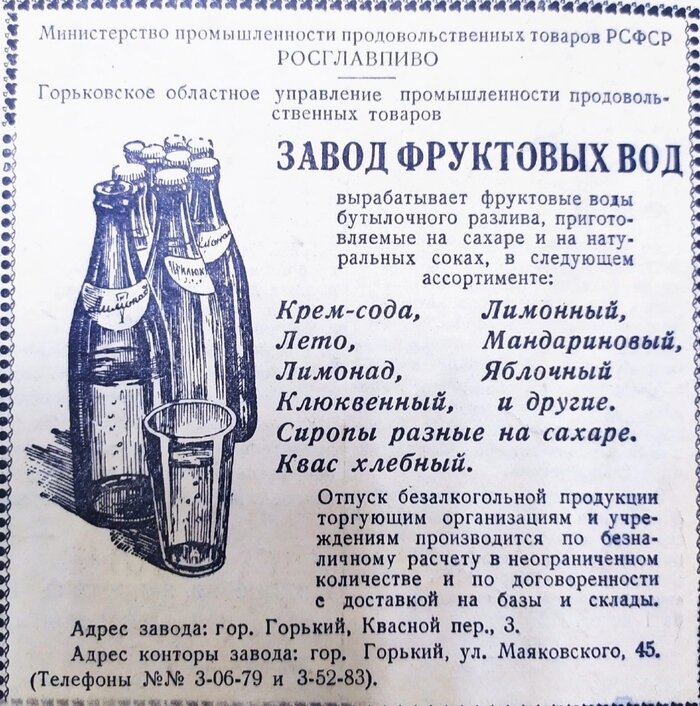 Министерство промышленности продовольственных товаров РСФСР
РОСГЛАВПИВО
Горьковское областное управление промышленности продоволь-
ственных товаров
ЗАВОД ФРУКТОВЫХ ВОД
вырабатывает фруктовые воды
бутылочного разлива, приготo-
вляемые на сахаре и на нату-
ральных соках, в следующем
ассортименте:
Крем-сода, Лимонный,
Лето, Мандариновый,
Лимонад, Яблочный
Клюквенный, и другие.
Сиропы разные на сахаре.
Квас хлебный.
Отпуск безалкогольной продукции
торгующим организациям и учре-
ждениям производится по безна-
личному расчету в неограниченном
количестве и по договоренности
с доставкой на базы и склады.
Адрес завода: гор. Горький, Квасной пер., 3.
Адрес конторы завода: гор. Горький, ул. Маяковского, 45.
(Телефоны №№ 3-06-79 и 3-52-83).